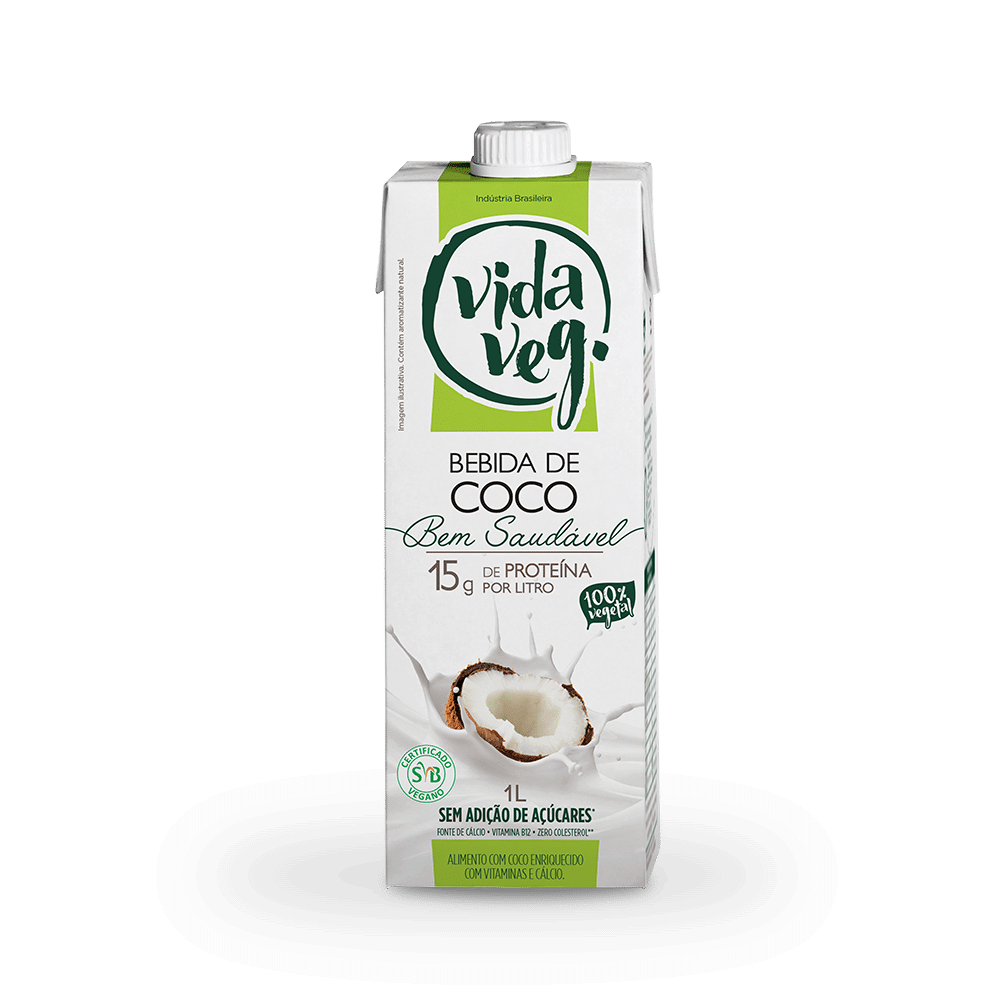 Indústria Brasileira
vida
veg.
Imagem ilustrativa. Contém aromatizante natural.
BEBIDA DE
COCO
Bem Saudável
15g DE PROTEÍNA
POR LITRO
100%
vegetal
CERTIFICADO
SVB
VEGANO
1L
SEM ADIÇÃO DE AÇÚCARES*
FONTE DE CÁLCIO • VITAMINA B12 • ZERO COLESTEROL**
ALIMENTO COM COCO ENRIQUECIDO
COM VITAMINAS E CÁLCIO.